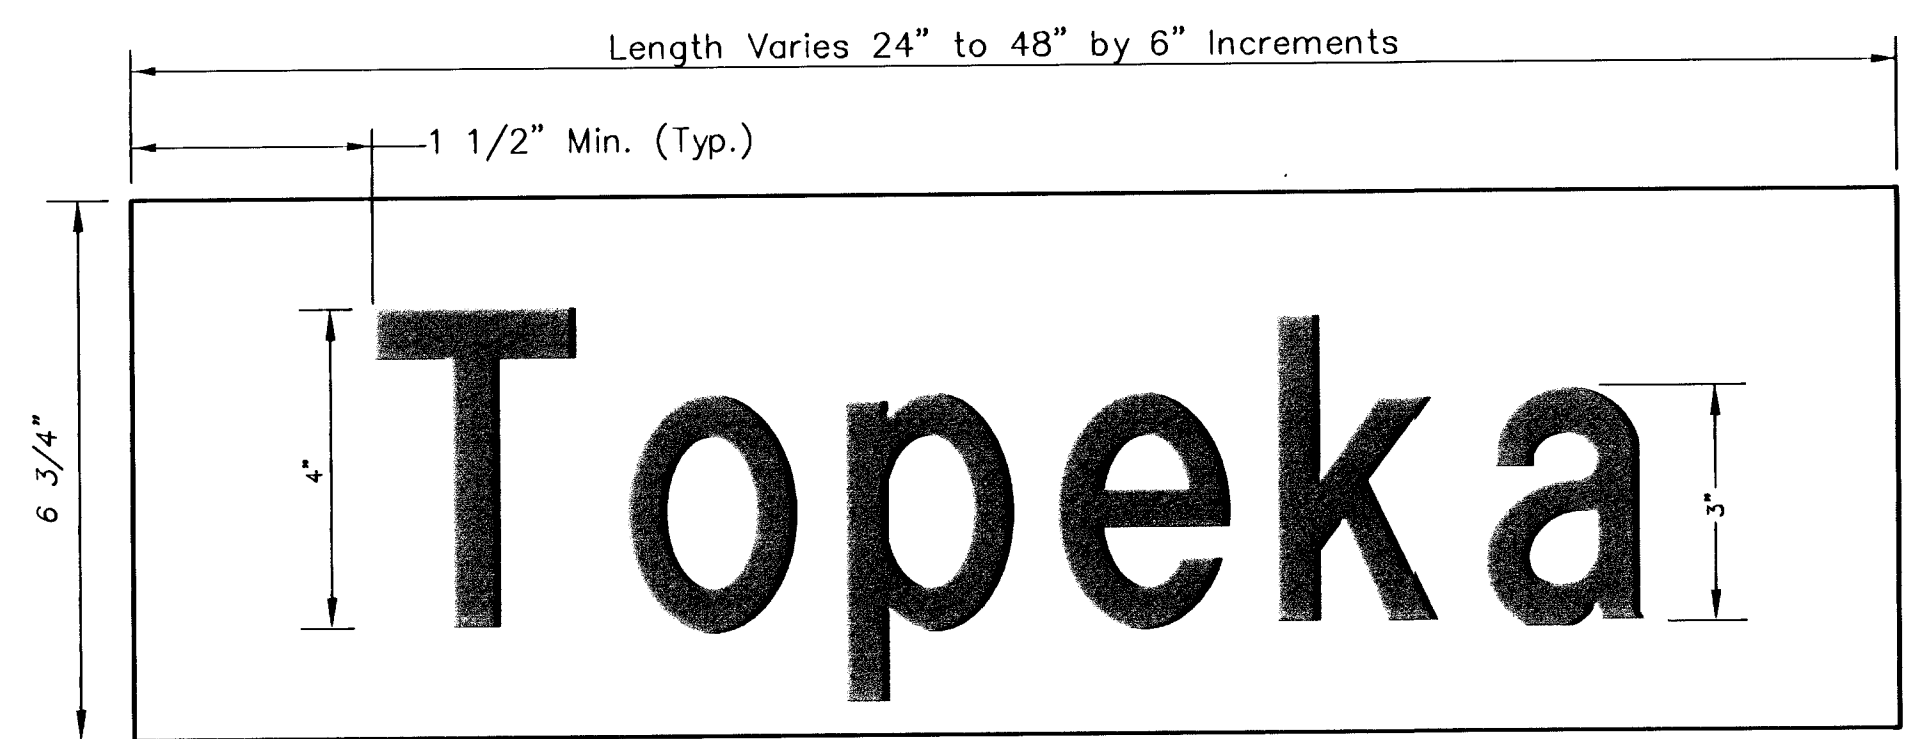 Length Varies 24" to 48" by 6" Increments
1 1/2" Min. (Typ.)
6 3/4"
4"
Topeka
3"